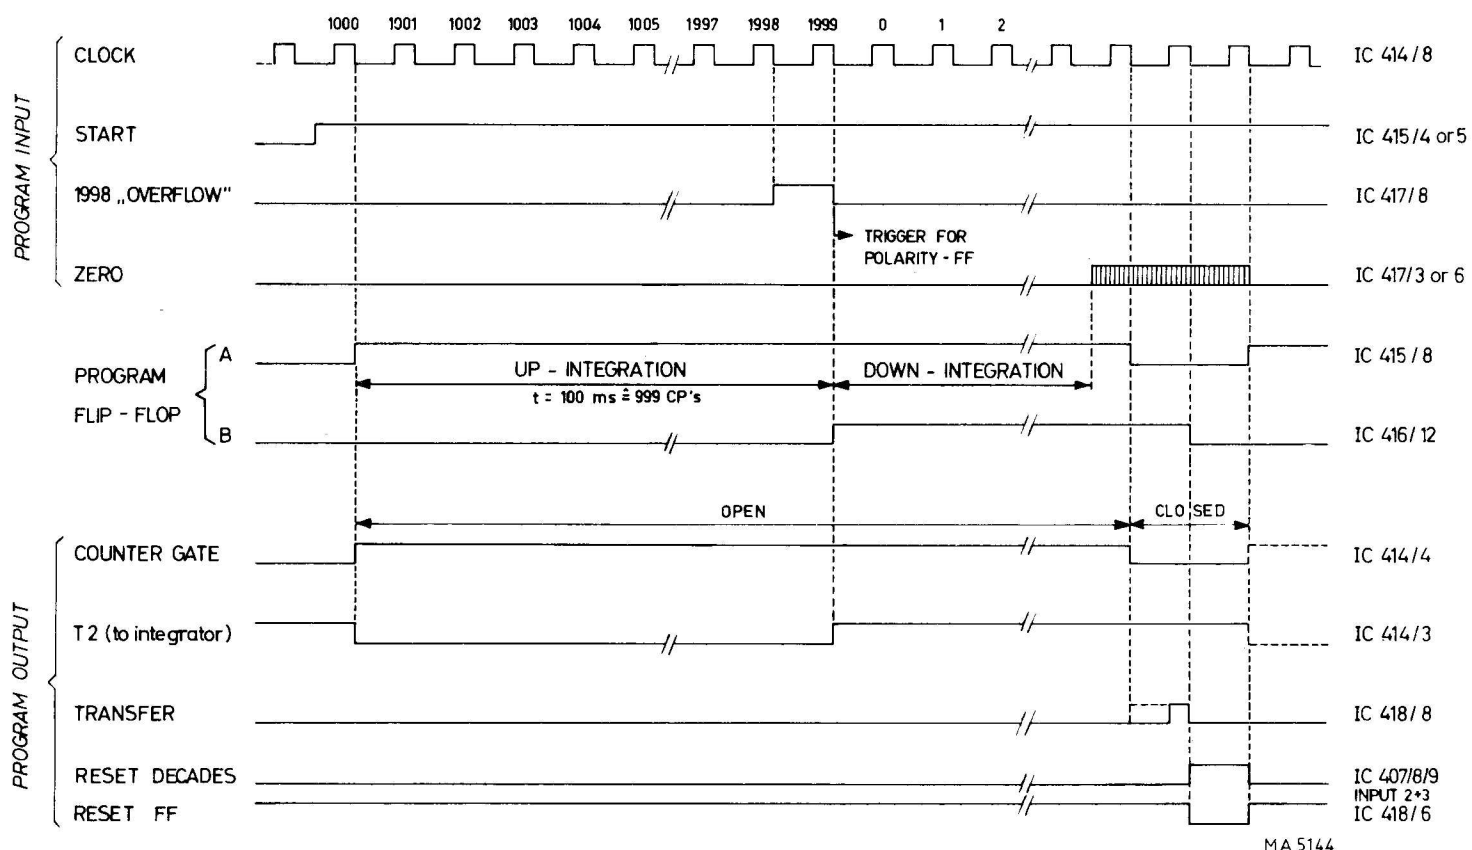 1000 1001 1002 1003 1004 1005 1997 1998 1999 0 1 2
PROGRAM INPUT
CLOCK
IC 414/8
START
IC 415/4 or 5
1998 „OVERFLOW"
IC 417/8
TRIGGER FOR
POLARITY - FF
ZERO
IC 417/3 or 6
PROGRAM
FLIP - FLOP
A
IC 415/8
UP - INTEGRATION
DOWN - INTEGRATION
t = 100 ms ≙ 999 CP's
B
IC 416/12
OPEN
CLOSED
PROGRAM OUTPUT
COUNTER GATE
IC 414/4
T2 (to integrator)
IC 414/3
TRANSFER
IC 418/8
RESET DECADES
IC 407/8/9
INPUT 2+3
RESET FF
IC 418/6
MA 5144